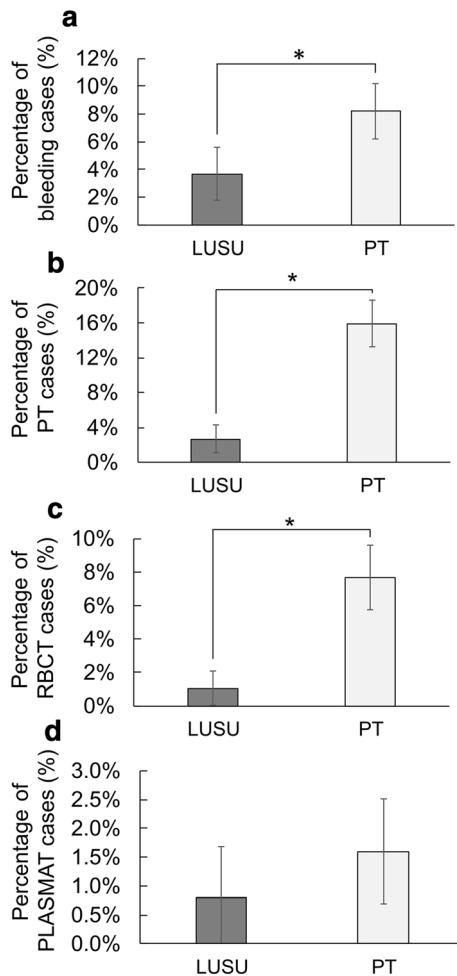 a
Percentage of
bleeding cases (%)
12%
10%
8%
6%
4%
2%
0%
*
LUSU PT
b
Percentage of
PT cases (%)
20%
16%
12%
8%
4%
0%
*
LUSU PT
c
Percentage of
RBCT cases (%)
10%
8%
6%
4%
2%
0%
*
LUSU PT
d
Percentage of
PLASMAT cases (%)
3.0%
2.5%
2.0%
1.5%
1.0%
0.5%
0.0%
LUSU PT